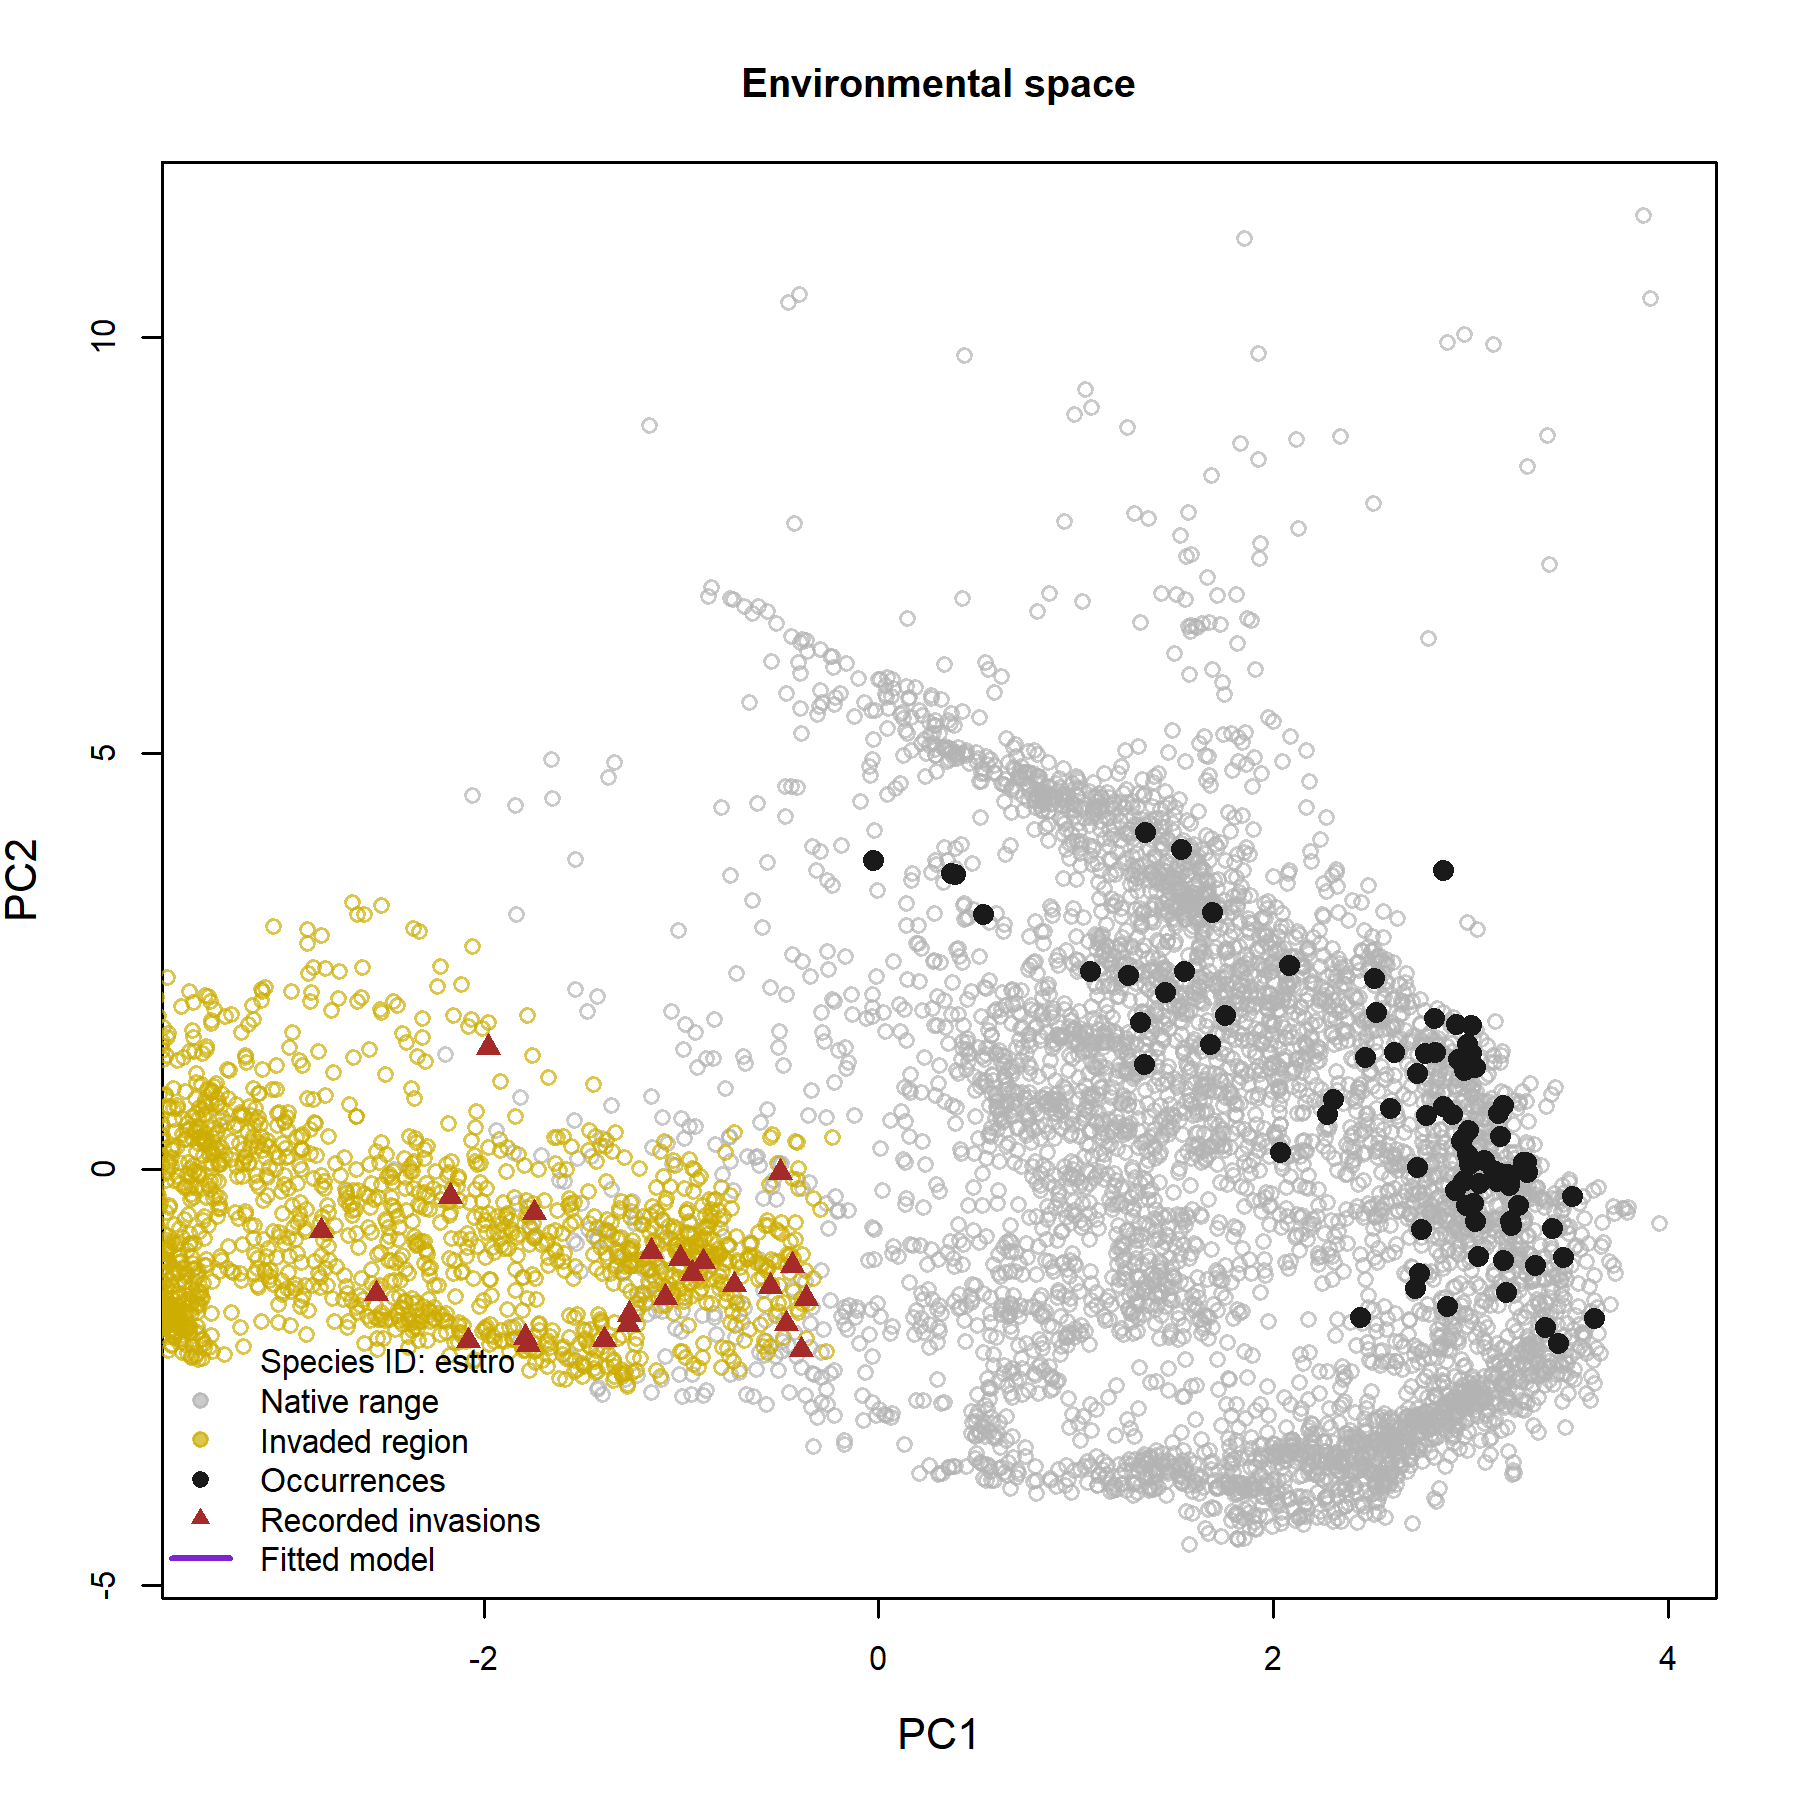 Environmental space
10
5
0
-5
PC2
Species ID: esttro
Native range
Invaded region
Occurrences
Recorded invasions
Fitted model
-2
0
2
4
PC1